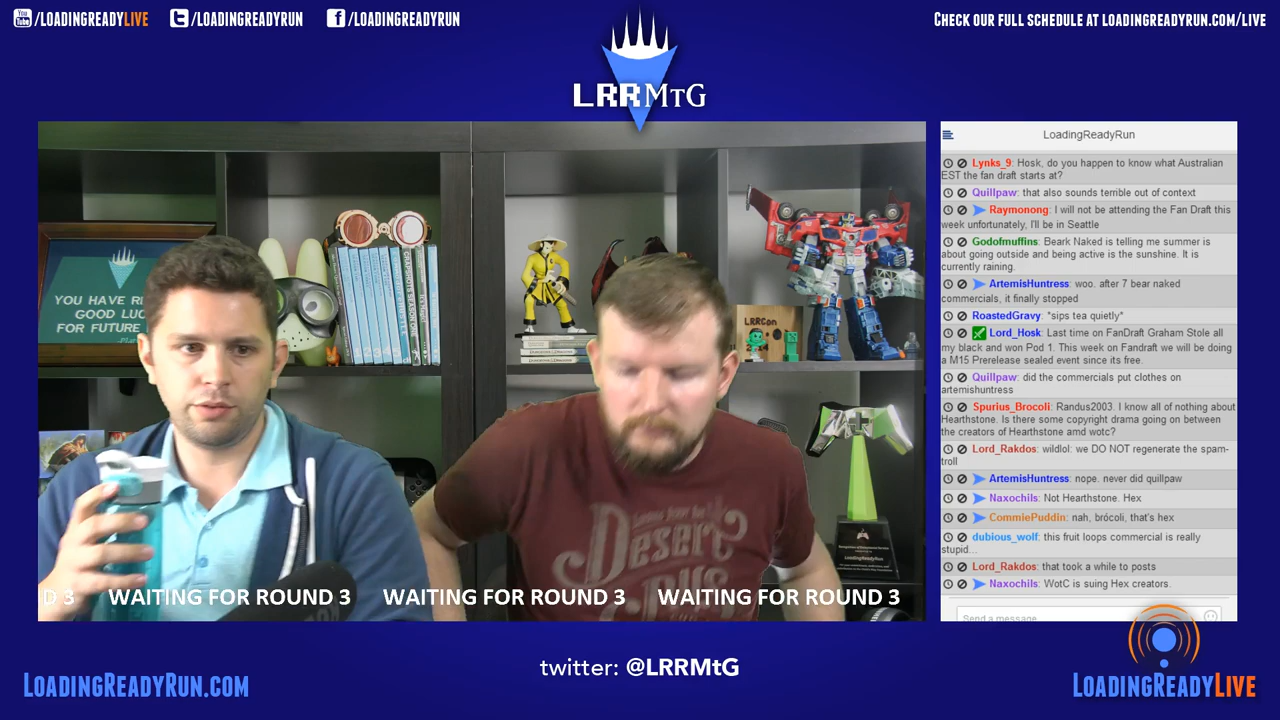 You Tube /LOADINGREADYLIVE /LOADINGREADYRUN /LOADINGREADYRUN
CHECK OUR FULL SCHEDULE AT LOADINGREADYRUN.COM/LIVE
LRRMTG
YOU HAVE RE
GOOD LUC
FOR FUTURE
LRRCon
Desert
BUS
D 3 WAITING FOR ROUND 3 WAITING FOR ROUND 3 WAITING FOR ROUND 3
LoadingReadyRun
Lynks_9: Hosk, do you happen to know what Australian
EST the fan draft starts at?
Quillpaw: that also sounds terrible out of context
Raymonong: I will not be attending the Fan Draft this
week unfortunately, I'll be in Seattle
Godofmuffins: Beark Naked is telling me summer is
about going outside and being active is the sunshine. It is
currently raining.
ArtemisHuntress: woo. after 7 bear naked
commercials, it finally stopped
RoastedGravy: *sips tea quietly*
Lord_Hosk: Last time on FanDraft Graham Stole all
my black and won Pod 1. This week on Fandraft we will be doing
a M15 Prerelease sealed event since its free.
Quillpaw: did the commercials put clothes on
artemishuntress
Spurius_Brocoli: Randus2003. I know all of nothing about
Hearthstone. Is there some copyright drama going on between
the creators of Hearthstone amd wotc?
Lord_Rakdos: wildlol: we DO NOT regenerate the spam-
troll
ArtemisHuntress: nope. never did quillpaw
Naxochils: Not Hearthstone. Hex
CommiePuddin: nah, brócoli, that's hex
dubious_wolf: this fruit loops commercial is really
stupid...
Lord_Rakdos: that took a while to posts
Naxochils: WotC is suing Hex creators.
Send a message
twitter: @LRRMtG
LOADINGREADYRUN.COM
LOADINGREADYLIVE